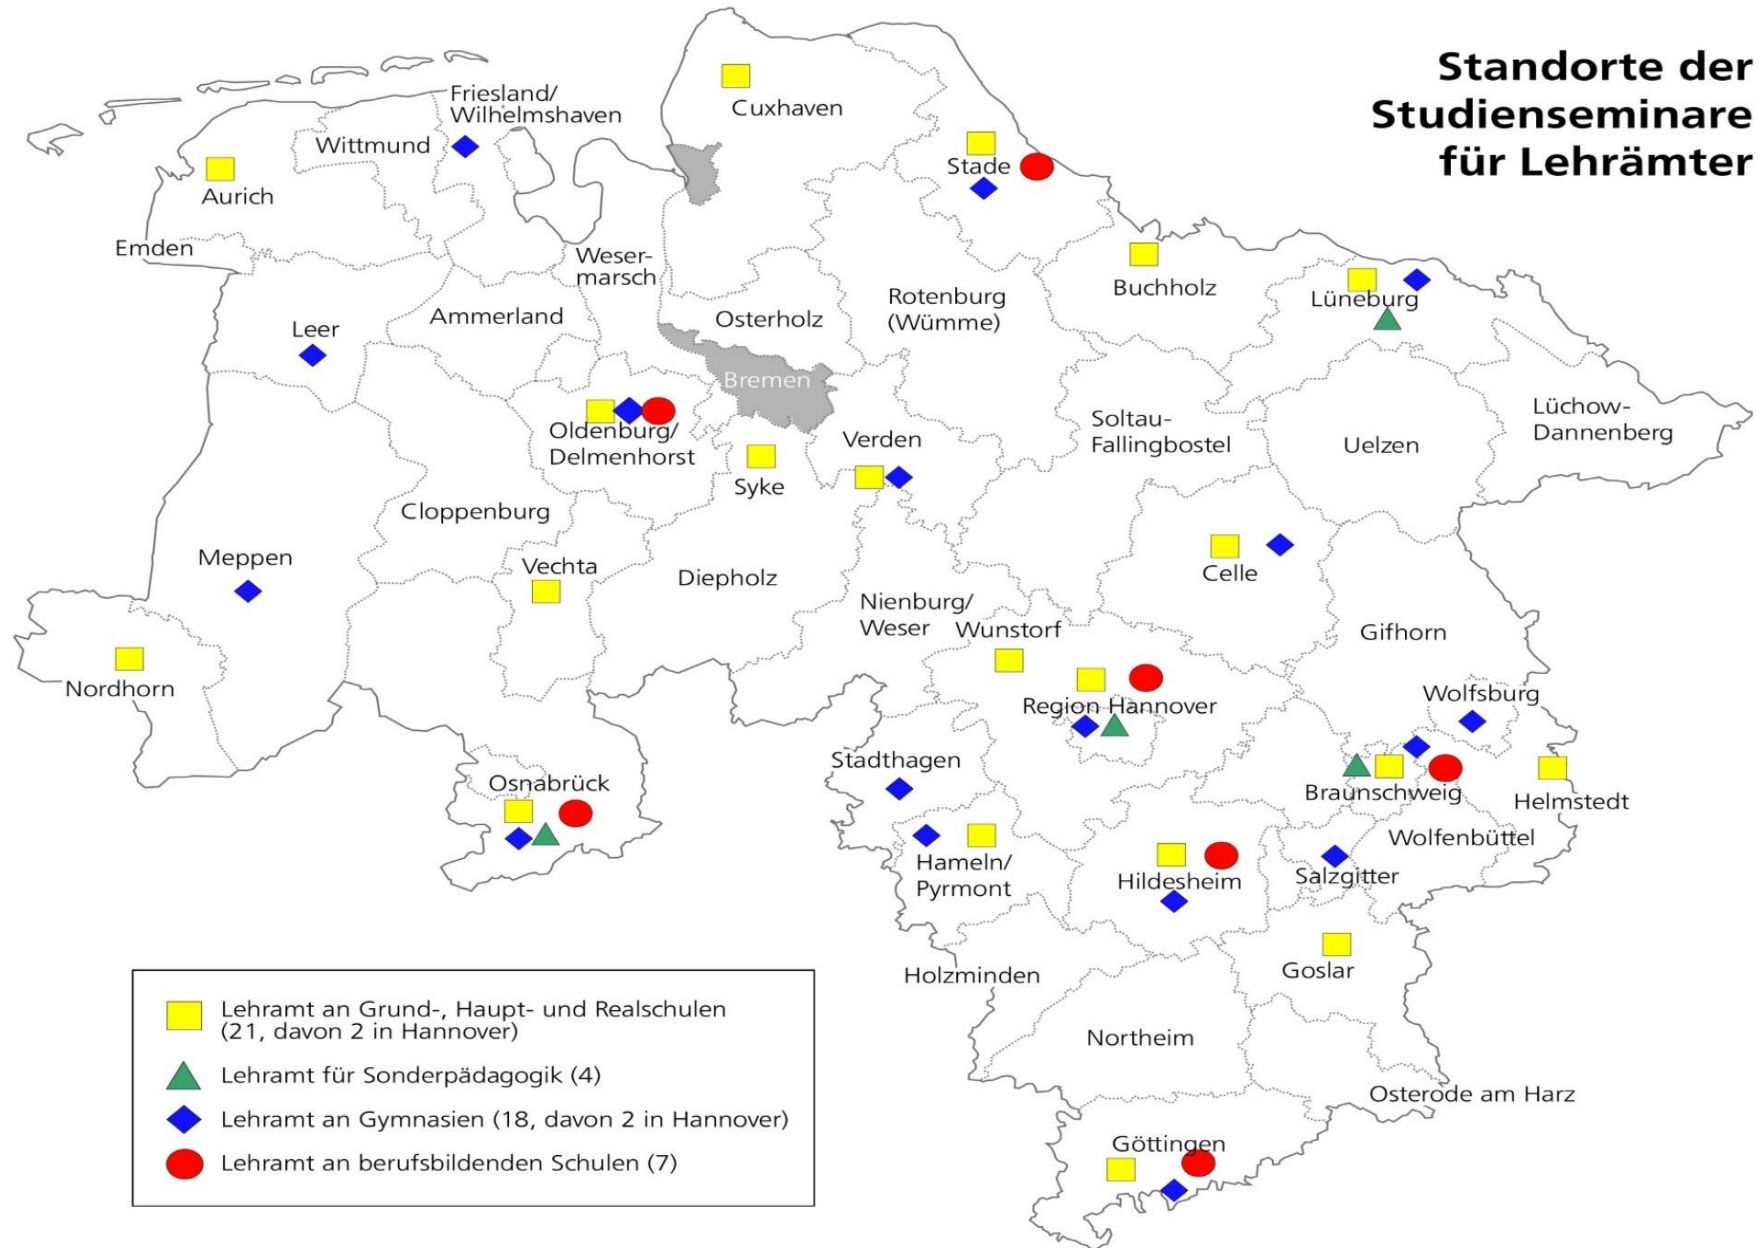 Standorte der
Studienseminare
für Lehrämter
Cuxhaven
Friesland/
Wilhelmshaven
Wittmund
Stade
Aurich
Emden
Weser-
marsch
Buchholz
Lüneburg
Rotenburg
(Wümme)
Osterholz
Ammerland
Leer
Bremen
Lüchow-
Dannenberg
Soltau-
Fallingbostel
Uelzen
Verden
Oldenburg/
Delmenhorst
Syke
Cloppenburg
Meppen
Vechta
Diepholz
Celle
Nienburg/
Weser
Wunstorf
Gifhorn
Nordhorn
Wolfsburg
Region Hannover
Stadthagen
Osnabrück
Braunschweig
Helmstedt
Wolfenbüttel
Hameln/
Pyrmont
Hildesheim
Salzgitter
Goslar
Holzminden
Northeim
Osterode am Harz
Göttingen
Lehramt an Grund-, Haupt- und Realschulen
(21, davon 2 in Hannover)
Lehramt für Sonderpädagogik (4)
Lehramt an Gymnasien (18, davon 2 in Hannover)
Lehramt an berufsbildenden Schulen (7)